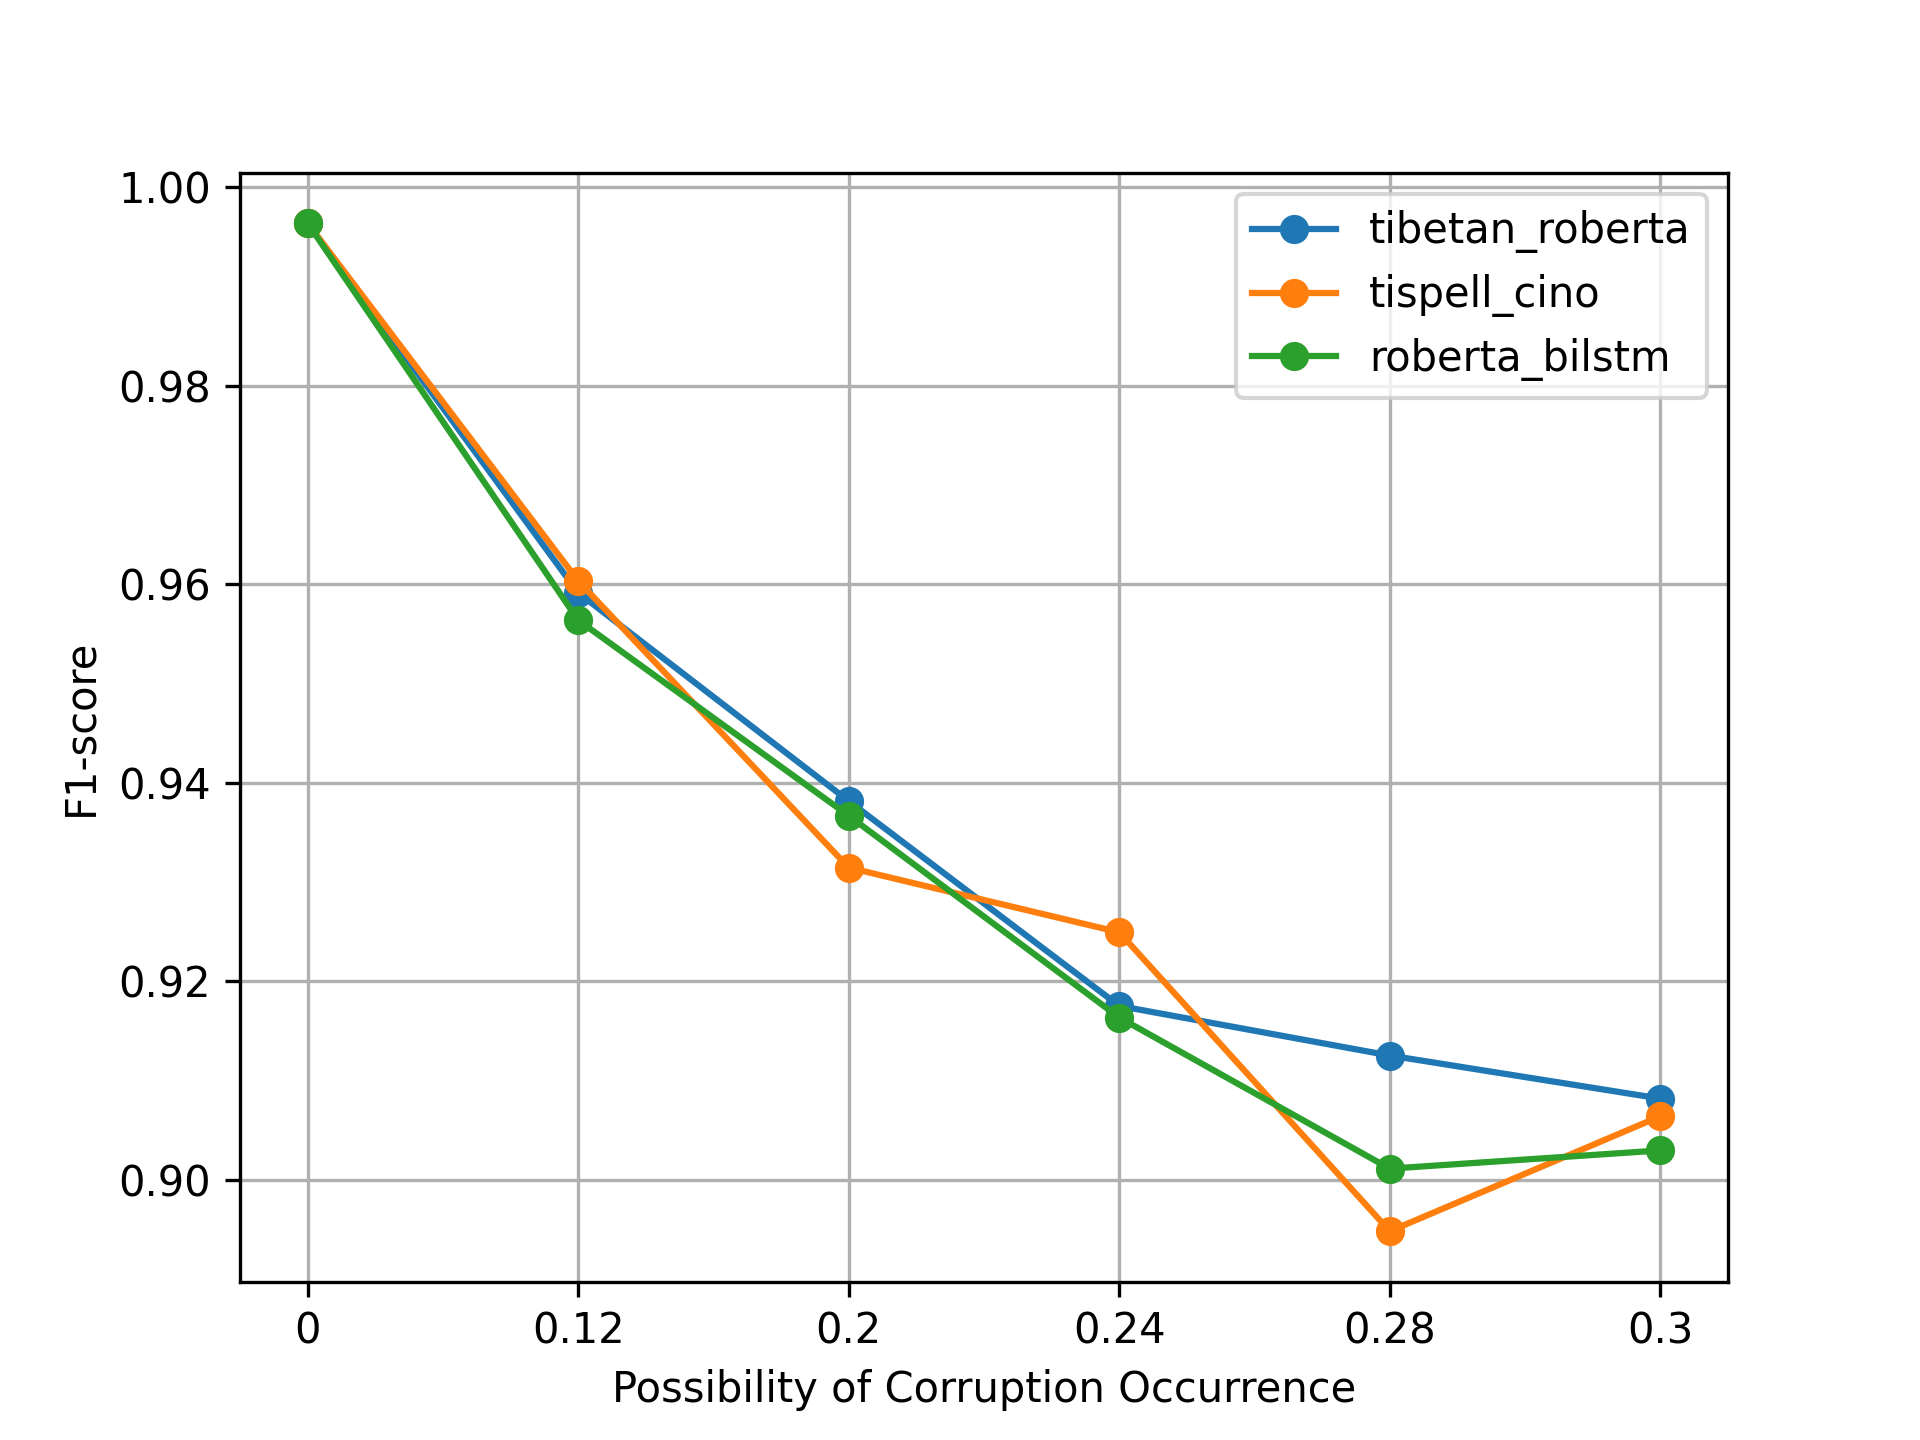 1.00
0.98
0.96
0.94
0.92
0.90
F1-score
tibetan_roberta
tispell_cino
roberta_bilstm
0 0.12 0.2 0.24 0.28 0.3
Possibility of Corruption Occurrence